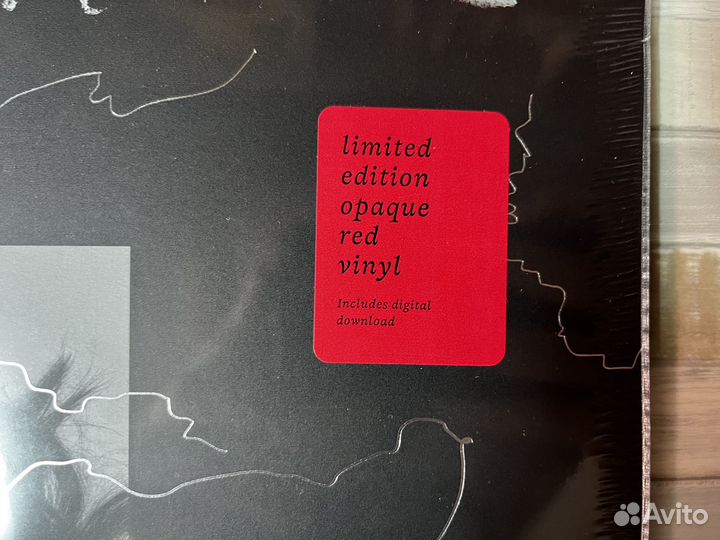 limited
edition
opaque
red
vinyl
Includes digital
download
Avito